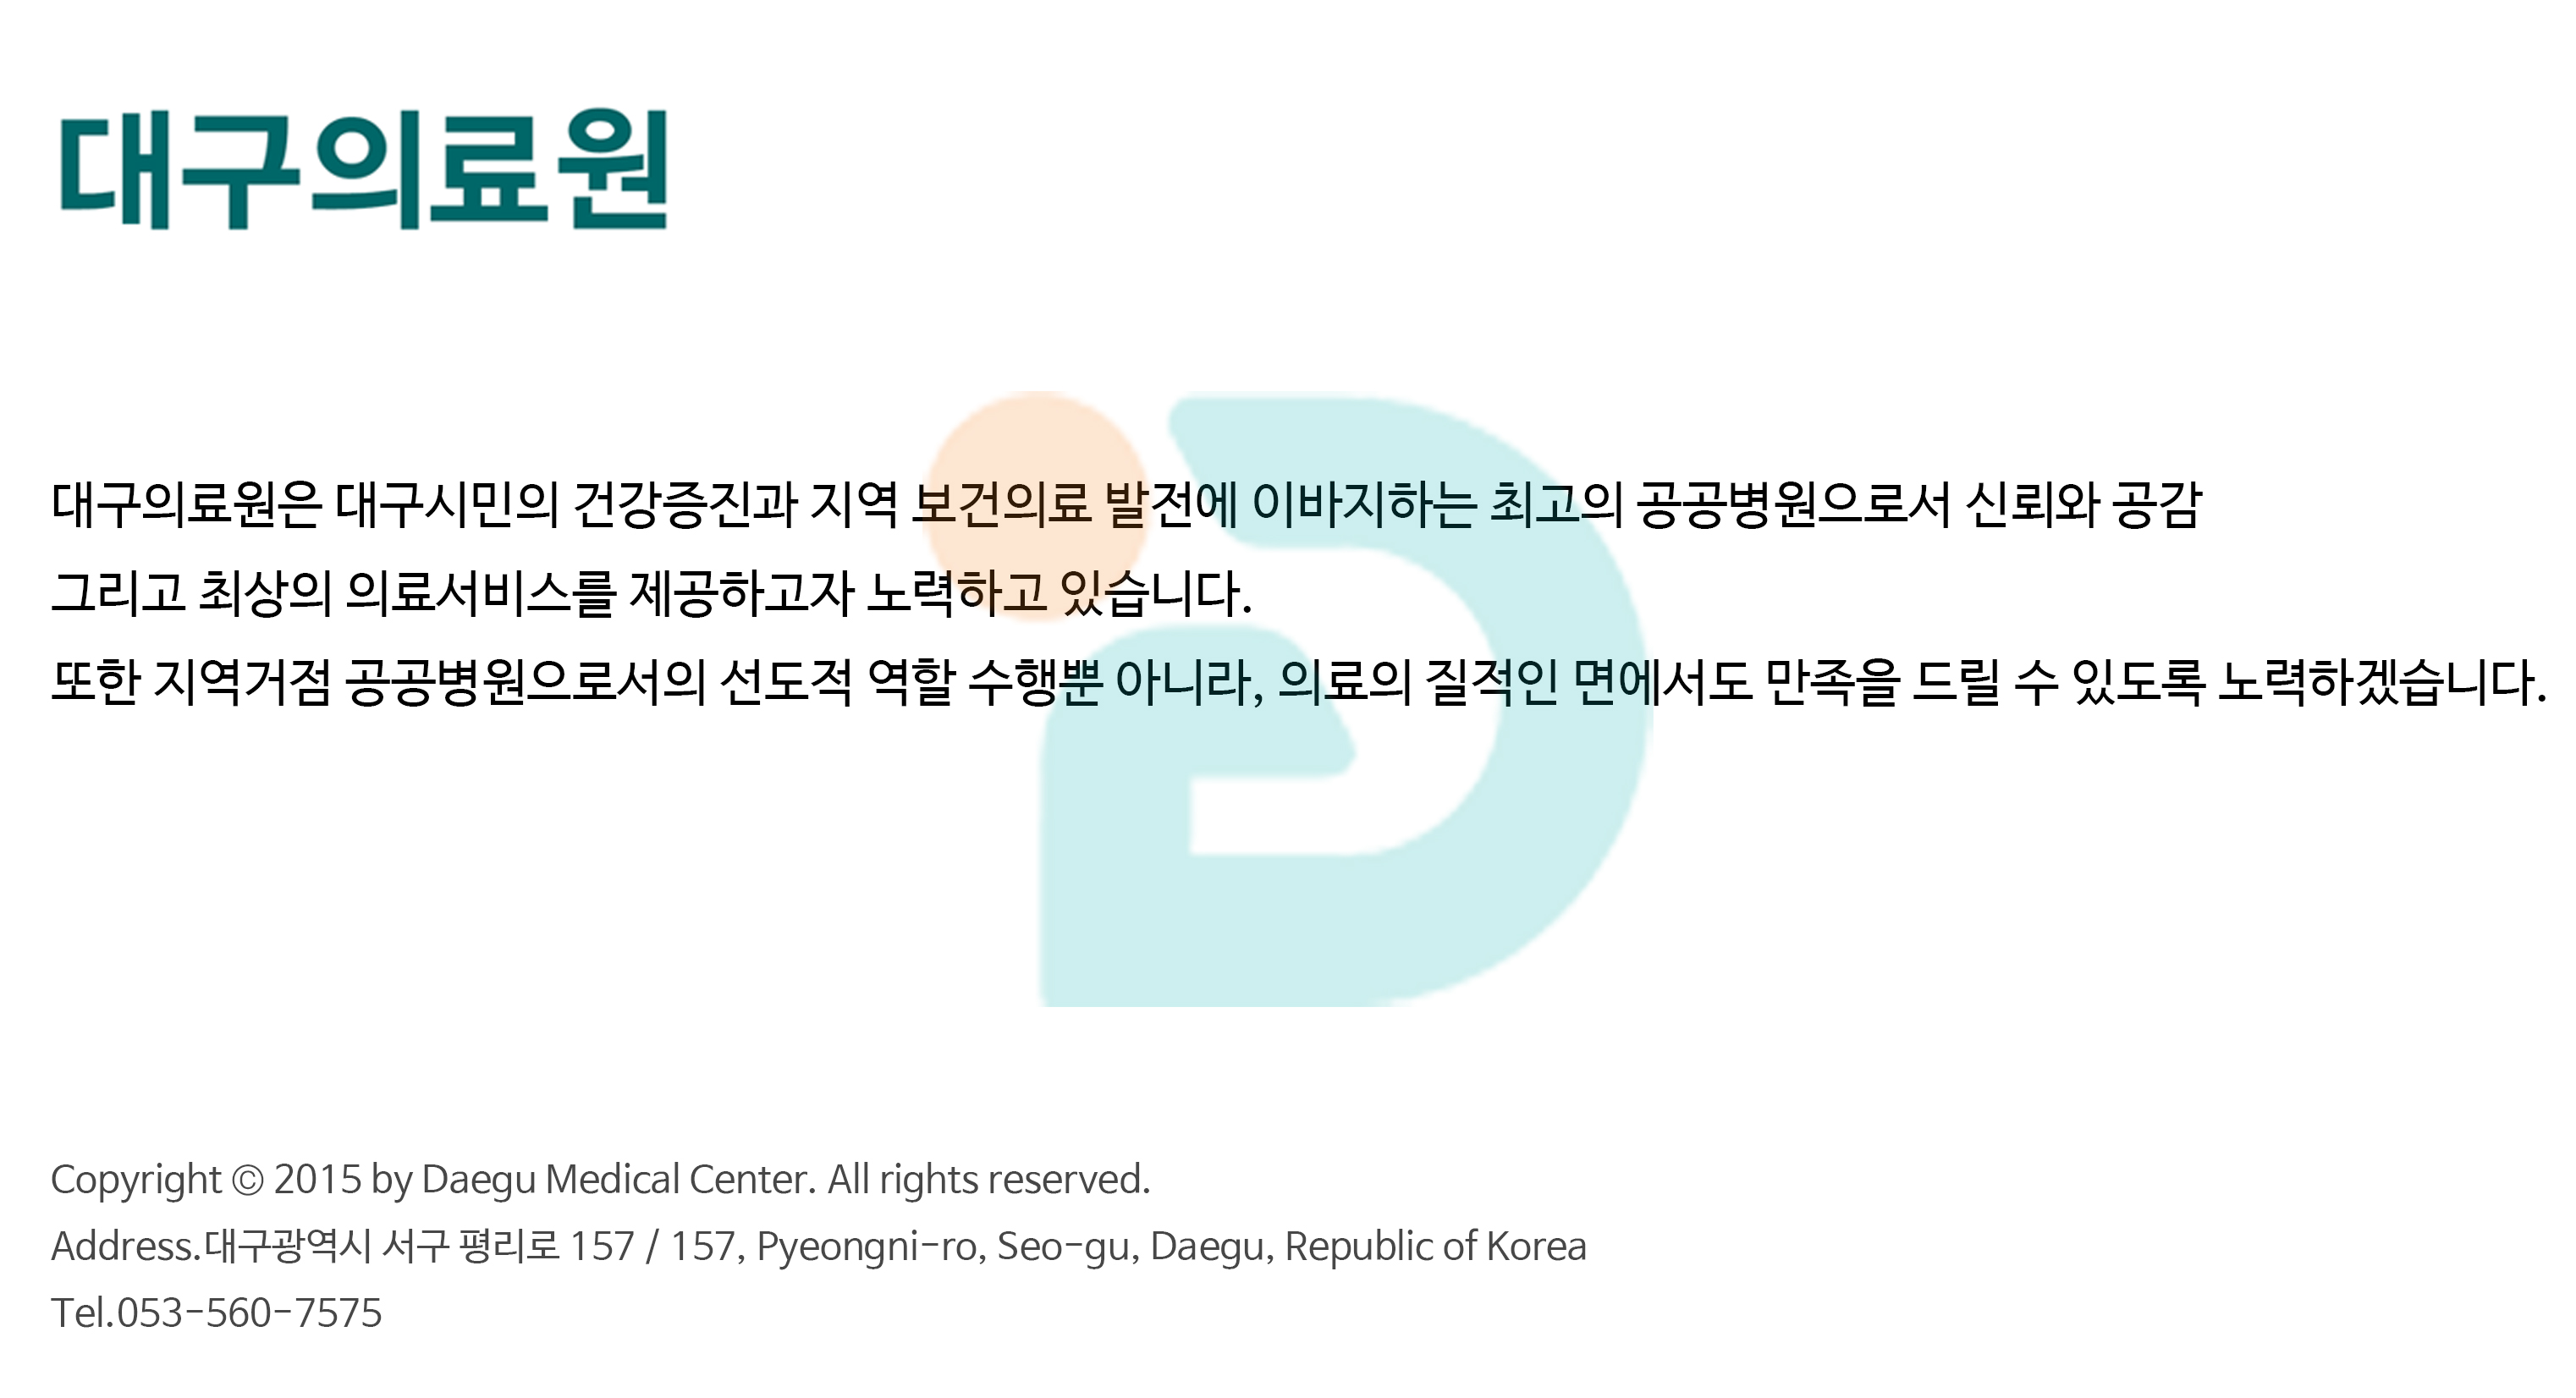 대구의료원
대구의료원은 대구시민의 건강증진과 지역 보건의료 발전에 이바지하는 최고의 공공병원으로서 신뢰와 공감
그리고 최상의 의료서비스를 제공하고자 노력하고 있습니다.
또한 지역거점 공공병원으로서의 선도적 역할 수행뿐 아니라, 의료의 질적인 면에서도 만족을 드릴 수 있도록 노력하겠습니다.
Copyright ⓒ 2015 by Daegu Medical Center. All rights reserved.
Address.대구광역시 서구 평리로 157 / 157, Pyeongni-ro, Seo-gu, Daegu, Republic of Korea
Tel.053-560-7575